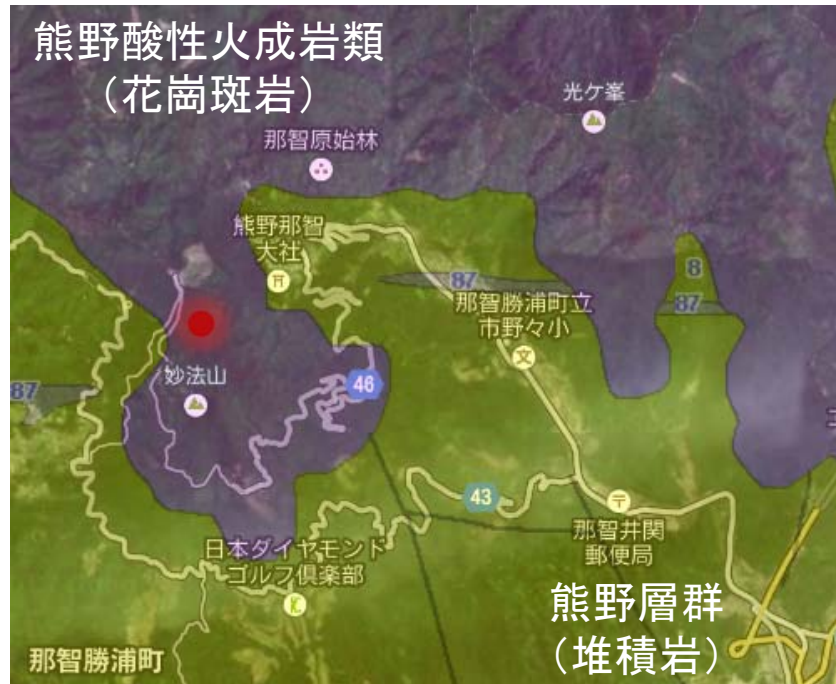 熊野酸性火成岩類
（花崗斑岩）
光ケ峯
那智原始林
熊野那智
大社
87
8
87
那智勝浦町立
市野々小
文
妙法山
87
46
43
〒
那智井関
郵便局
日本ダイヤモンド
ゴルフ倶楽部
熊野層群
（堆積岩）
那智勝浦町